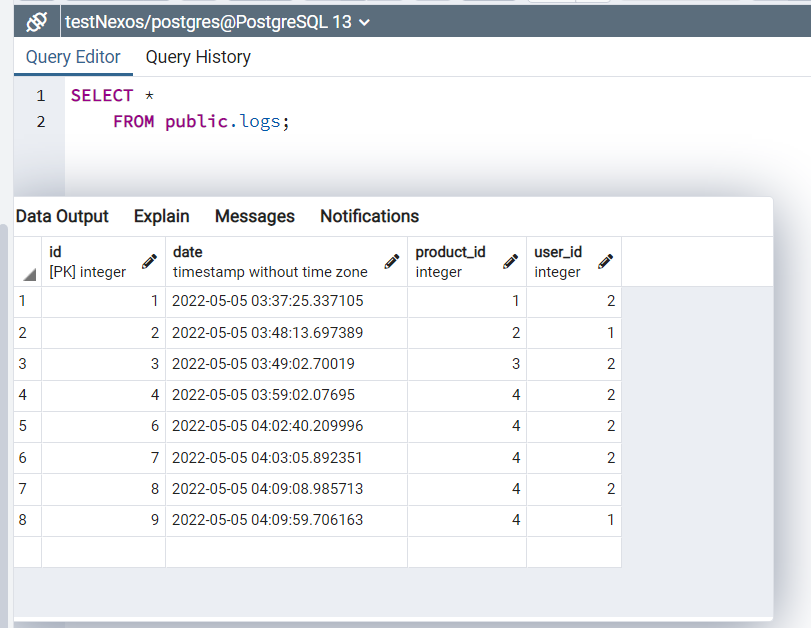 testNexos/postgres@PostgreSQL 13
Query Editor Query History
1 SELECT *
2 FROM public.logs;
Data Output Explain Messages Notifications
id date product_id user_id
[PK] integer timestamp without time zone integer integer
1 1 2022-05-05 03:37:25.337105 1 2
2 2 2022-05-05 03:48:13.697389 2 1
3 3 2022-05-05 03:49:02.70019 3 2
4 4 2022-05-05 03:59:02.07695 4 2
5 6 2022-05-05 04:02:40.209996 4 2
6 7 2022-05-05 04:03:05.892351 4 2
7 8 2022-05-05 04:09:08.985713 4 2
8 9 2022-05-05 04:09:59.706163 4 1